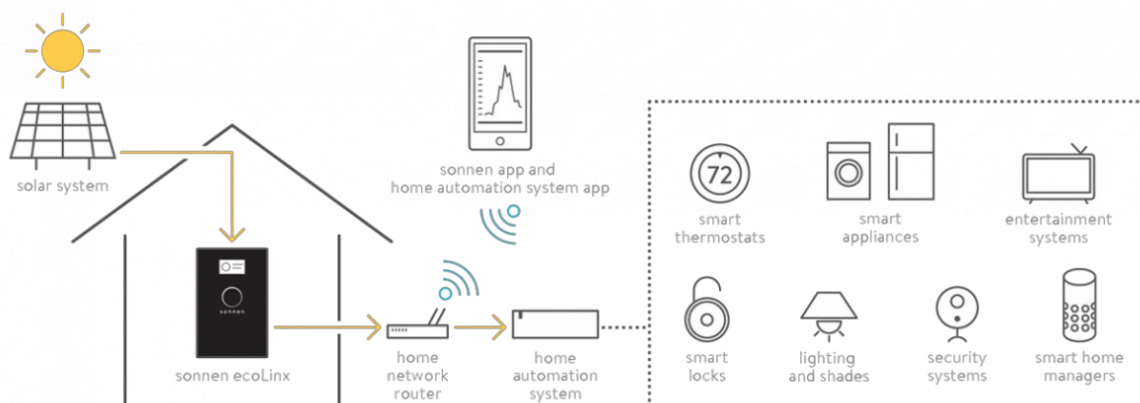 solar system
sonnen
sonnen ecoLinx
sonnen app and
home automation system app
home
network
router
home
automation
system
72
smart
thermostats
smart
appliances
entertainment
systems
smart
locks
lighting
and shades
security
systems
smart home
managers